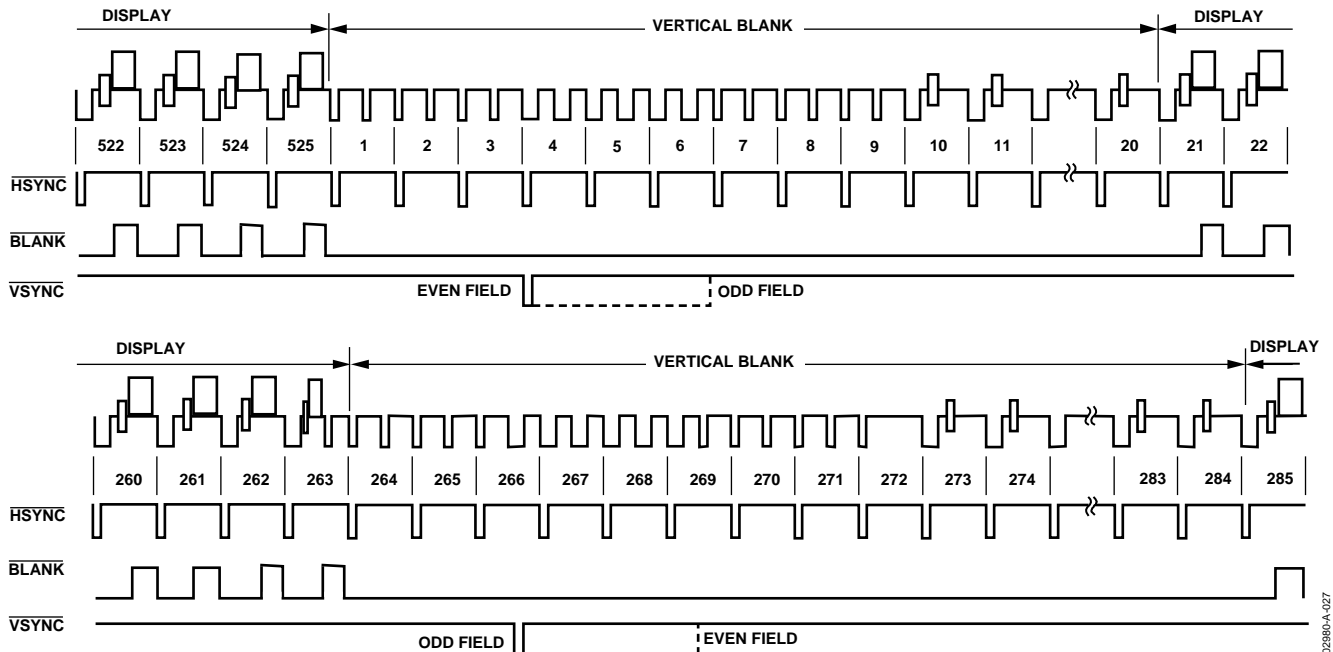 DISPLAY VERTICAL BLANK DISPLAY
522 523 524 525 1 2 3 4 5 6 7 8 9 10 11 20 21 22
HSYNC
BLANK
VSYNC
EVEN FIELD ODD FIELD
DISPLAY VERTICAL BLANK DISPLAY
260 261 262 263 264 265 266 267 268 269 270 271 272 273 274 283 284 285
HSYNC
BLANK
VSYNC
ODD FIELD EVEN FIELD
02980-A-027